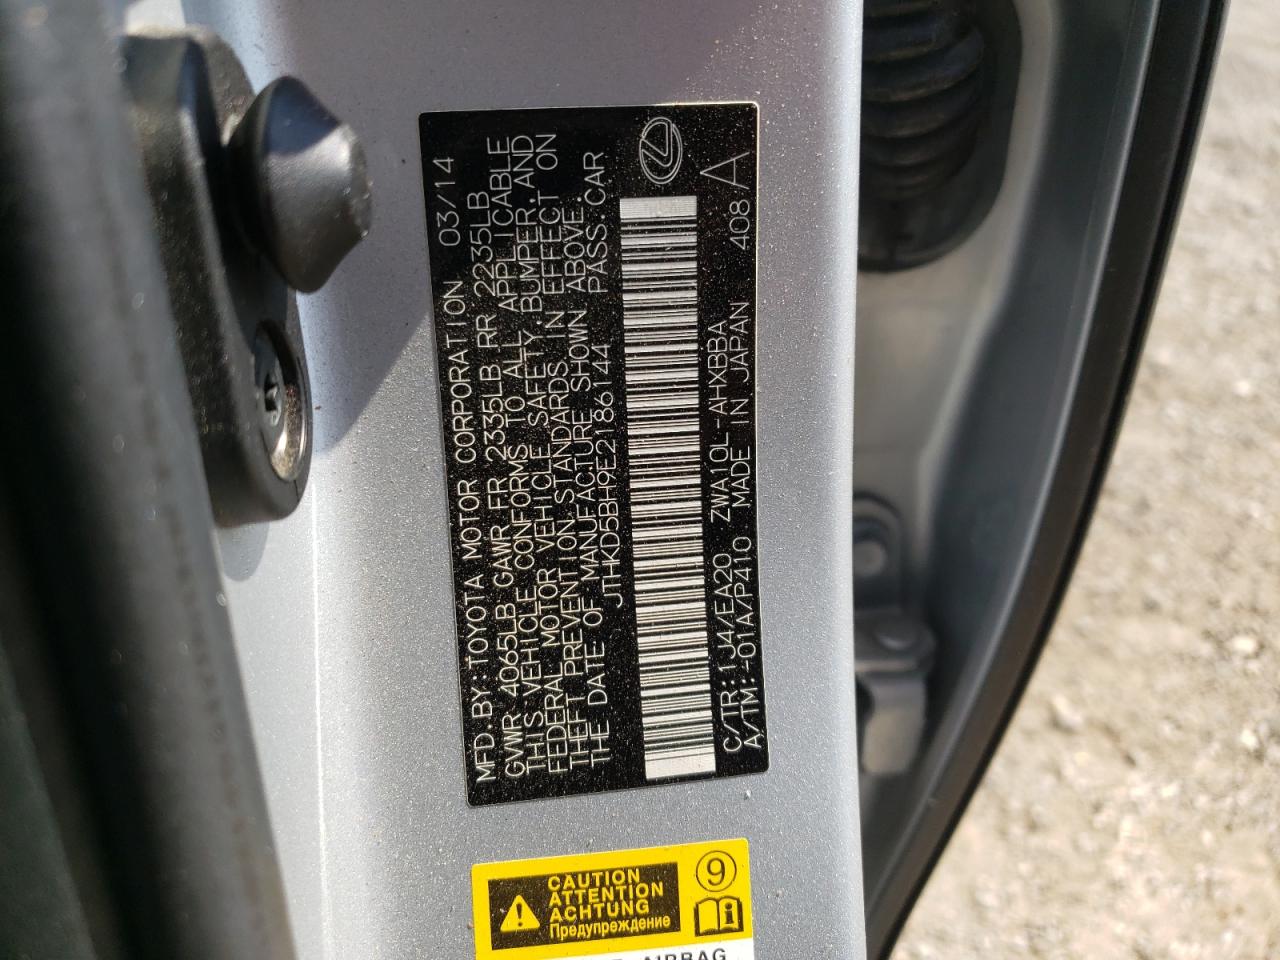 MFD.BY:TOYOTA MOTOR CORPORATION 03/14
GVWR 4065LB GAWR FR 2335LB RR 2235LB
THIS VEHICLE CONFORMS TO ALL APPLICABLE
FEDERAL MOTOR VEHICLE SAFETY,BUMPER,AND
THEFT PREVENTION STANDARDS IN EFFECT ON
THE DATE OF MANUFACTURE SHOWN ABOVE.
JTHKD5BH9E2186144 PASS.CAR
C/TR:1J4/EA20 ZWA10L-AHXBBA
A/TM:-01A/P410 MADE IN JAPAN 408 A
CAUTION
ATTENTION
ACHTUNG
Предупреждение
9
AIRBAG